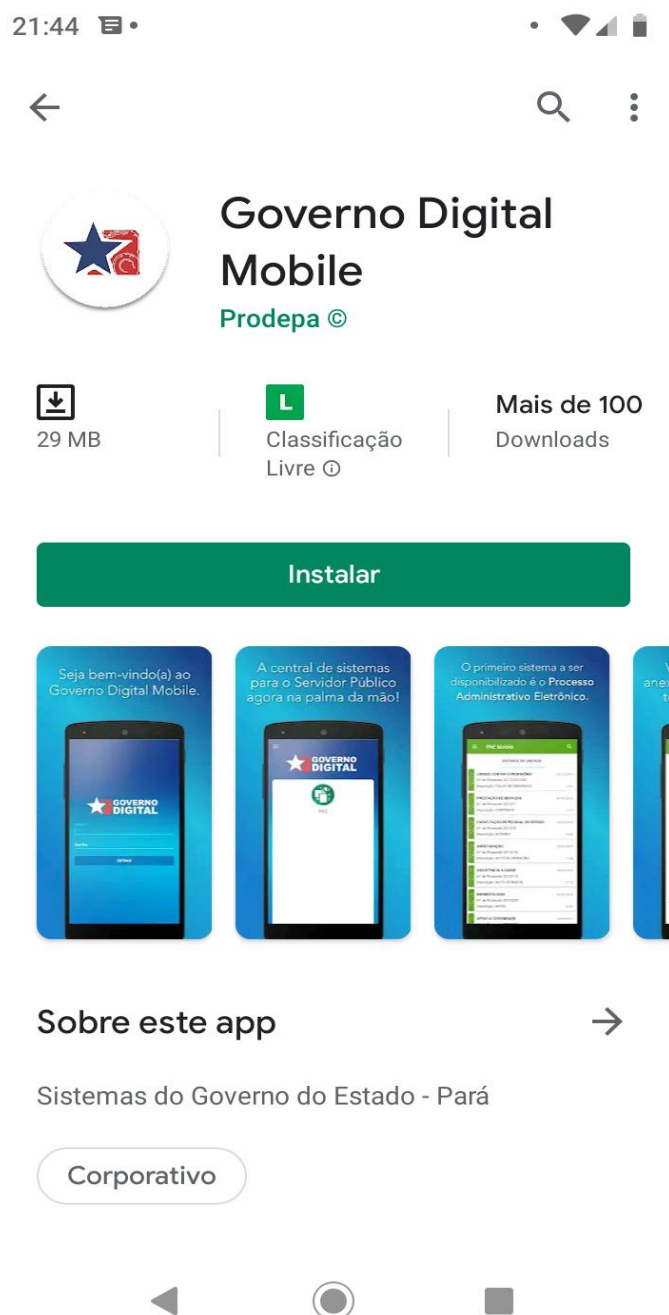 21:44
Governo Digital
Mobile
Prodepa ©
29 MB
L
Classificação
Livre
Mais de 100
Downloads
Instalar
Seja bem-vindo(a) ao
Governo Digital Mobile.
GOVERNO
DIGITAL
A central de sistemas
para o Servidor Público
agora na palma da mão!
GOVERNO
DIGITAL
O primeiro sistema a ser
disponibilizado é o Processo
Administrativo Eletrônico.
PAE Mobile
Sobre este app
Sistemas do Governo do Estado - Pará
Corporativo